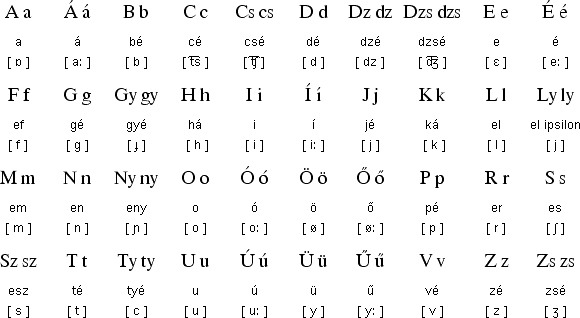 A a Á á B b C c Cs cs D d Dz dz Dzs dzs E e É é
a á bé cé csé dé dzé dzsé e é
[ ɒ ] [ aː ] [ b ] [ t͡s ] [ t͡ʃ ] [ d ] [ dz ] [ d͡ʒ ] [ ɛ ] [ eː ]
F f G g Gy gy H h I i Í í J j K k L l Ly ly
ef gé gyé há i í jé ká el el ipsilon
[ f ] [ g ] [ ɟ ] [ h ] [ i ] [ iː ] [ j ] [ k ] [ l ] [ j ]
M m N n Ny ny O o Ó ó Ö ö Ő ő P p R r S s
em en eny o ó ö ő pé er es
[ m ] [ n ] [ ɲ ] [ o ] [ oː ] [ ø ] [ øː ] [ p ] [ r ] [ ʃ ]
Sz sz T t Ty ty U u Ú ú Ü ü Ű ű V v Z z Zs zs
esz té tyé u ú ü ű vé zé zsé
[ s ] [ t ] [ c ] [ u ] [ uː ] [ y ] [ yː ] [ v ] [ z ] [ ʒ ]